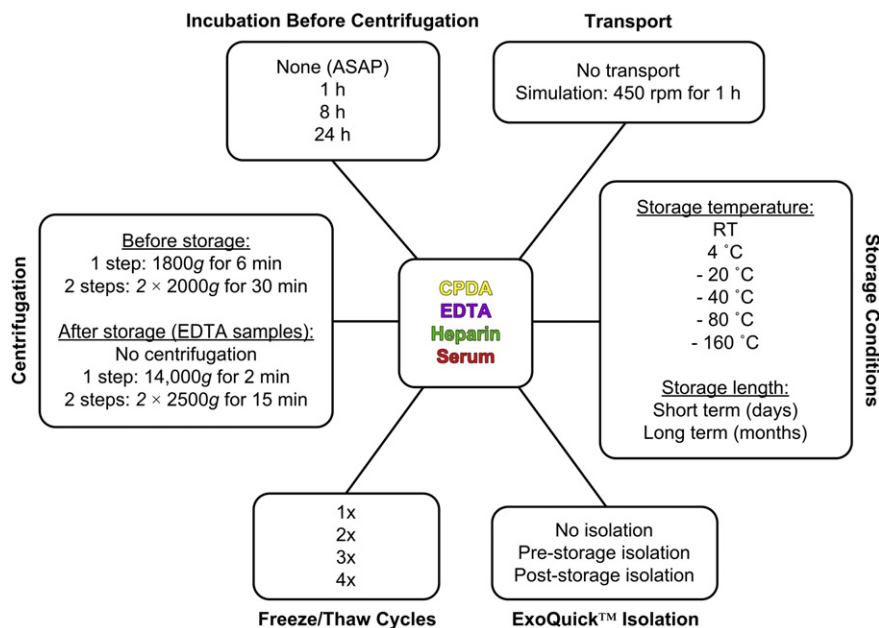 Incubation Before Centrifugation
None (ASAP)
1 h
8 h
24 h
Transport
No transport
Simulation: 450 rpm for 1 h
Centrifugation
Before storage:
1 step: 1800g for 6 min
2 steps: 2 × 2000g for 30 min
After storage (EDTA samples):
No centrifugation
1 step: 14,000g for 2 min
2 steps: 2 × 2500g for 15 min
CPDA
EDTA
Heparin
Serum
Storage temperature:
RT
4 ˚C
- 20 ˚C
- 40 ˚C
- 80 ˚C
- 160 ˚C
Storage length:
Short term (days)
Long term (months)
Storage Conditions
1x
2x
3x
4x
Freeze/Thaw Cycles
No isolation
Pre-storage isolation
Post-storage isolation
ExoQuick™ Isolation